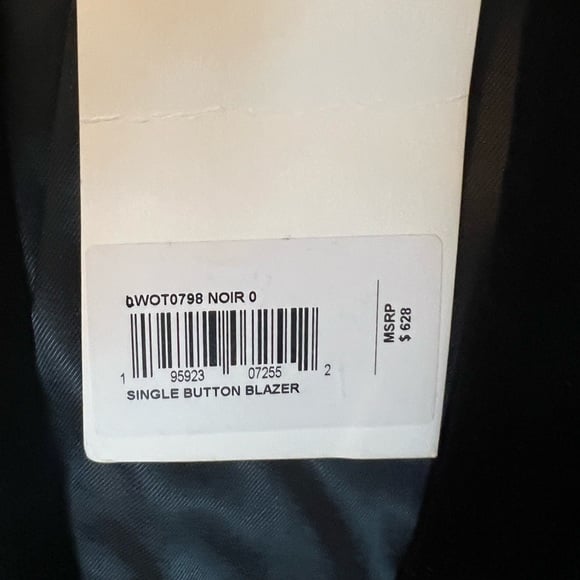 NOIR 0
1 95923 07255 2
SINGLE BUTTON BLAZER
MSRP
$ 628